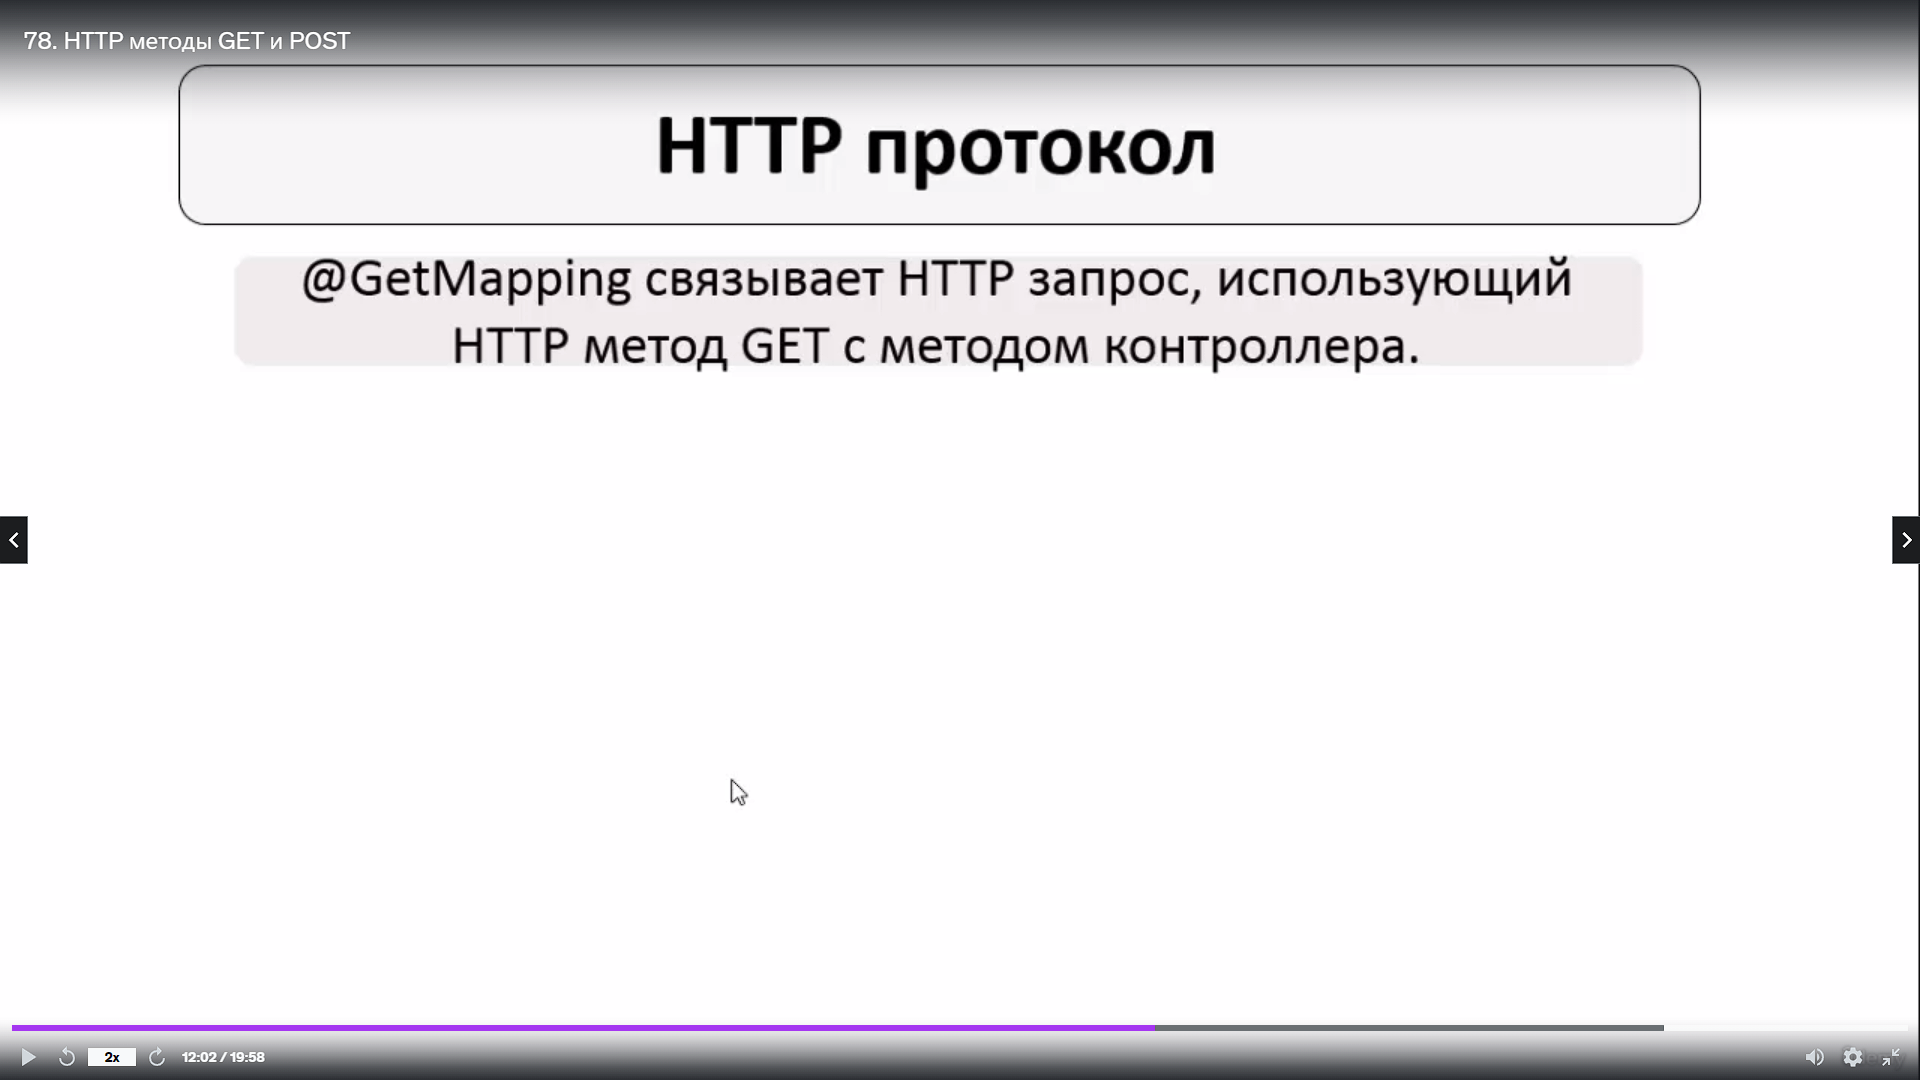 78. HTTP методы GET и POST
HTTP протокол
@GetMapping связывает HTTP запрос, использующий
HTTP метод GET с методом контроллера.
2x
12:02 / 19:58